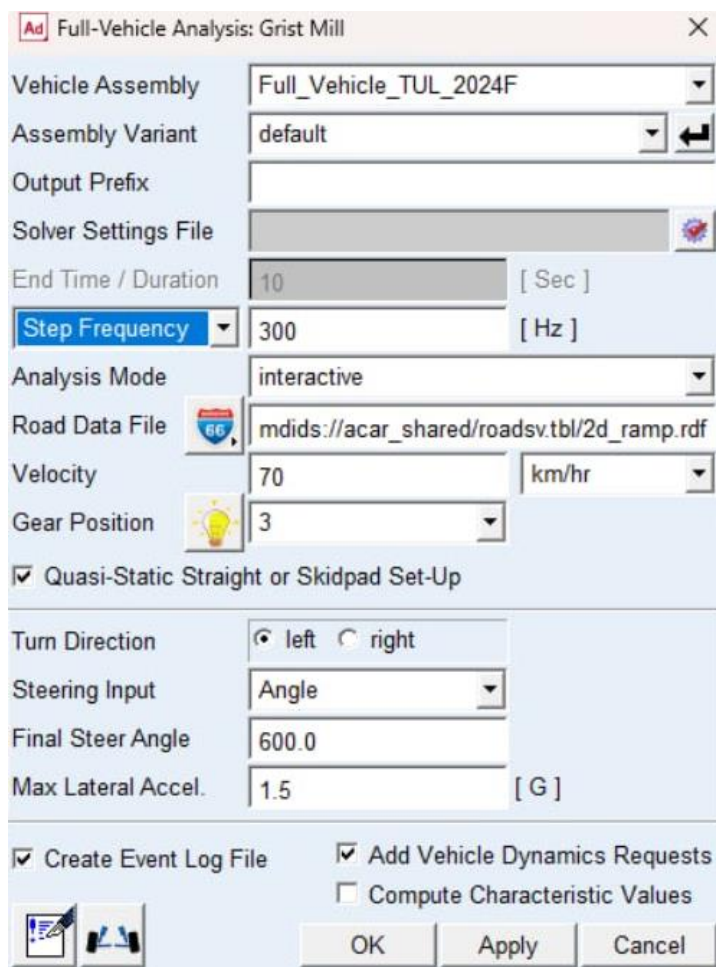 Ad Full-Vehicle Analysis: Grist Mill
Vehicle Assembly Full_Vehicle_TUL_2024F
Assembly Variant default
Output Prefix
Solver Settings File
End Time / Duration 10 [ Sec ]
Step Frequency 300 [ Hz ]
Analysis Mode interactive
Road Data File 66 mdids://acar_shared/roadsv.tbl/2d_ramp.rdf
Velocity 70 km/hr
Gear Position 3
Quasi-Static Straight or Skidpad Set-Up
Turn Direction left right
Steering Input Angle
Final Steer Angle 600.0
Max Lateral Accel. 1.5 [ G ]
Create Event Log File Add Vehicle Dynamics Requests
Compute Characteristic Values
OK Apply Cancel